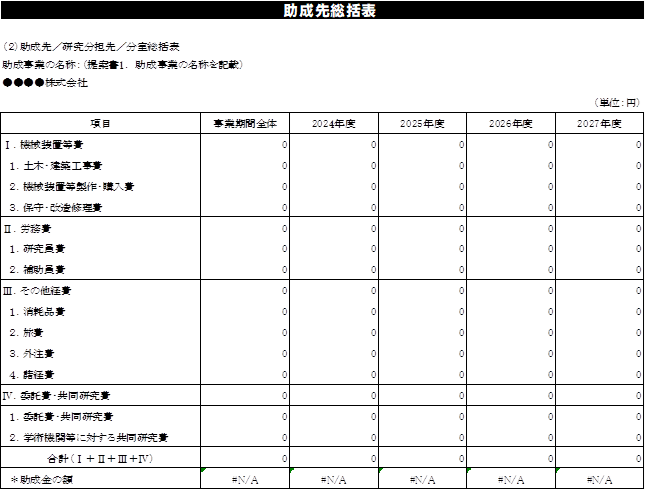 助成先総括表
(2)助成先／研究分担先／分室総括表
助成事業の名称:(提案書1. 助成事業の名称を記載)
●●●●株式会社
(単位:円)
項目 事業期間全体 2024年度 2025年度 2026年度 2027年度
Ⅰ. 機械装置等費 0 0 0 0 0
1. 土木・建築工事費 0 0 0 0 0
2. 機械装置等製作・購入費 0 0 0 0 0
3. 保守・改造修理費 0 0 0 0 0
Ⅱ. 労務費 0 0 0 0 0
1. 研究員費 0 0 0 0 0
2. 補助員費 0 0 0 0 0
Ⅲ. その他経費 0 0 0 0 0
1. 消耗品費 0 0 0 0 0
2. 旅費 0 0 0 0 0
3. 外注費 0 0 0 0 0
4. 諸経費 0 0 0 0 0
Ⅳ. 委託費・共同研究費 0 0 0 0 0
1. 委託費・共同研究費 0 0 0 0 0
2. 学術機関等に対する共同研究費 0 0 0 0 0
合計(Ⅰ+Ⅱ+Ⅲ+Ⅳ) 0 0 0 0 0
＊助成金の額 #N/A #N/A #N/A #N/A #N/A